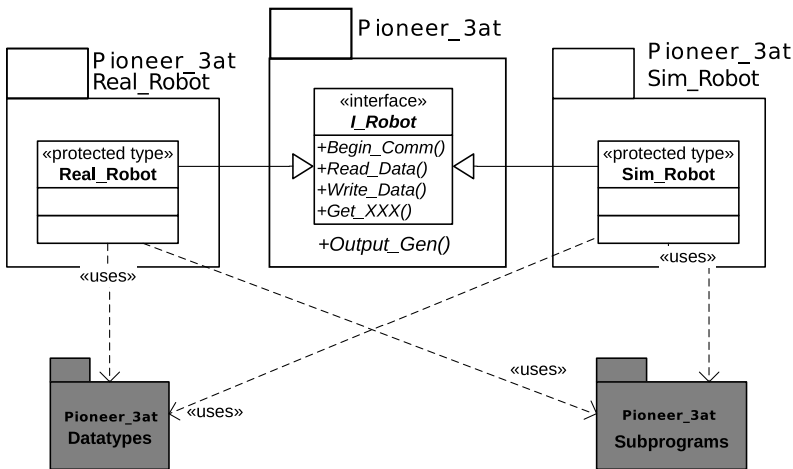 Pioneer_3at
Real_Robot
Pioneer_3at
Pioneer_3at
Sim_Robot
«protected type»
Real_Robot
«interface»
I_Robot
+Begin_Comm()
+Read_Data()
+Write_Data()
+Get_XXX()
+Output_Gen()
«protected type»
Sim_Robot
«uses»
«uses»
«uses»
«uses»
Pioneer_3at
Datatypes
Pioneer_3at
Subprograms